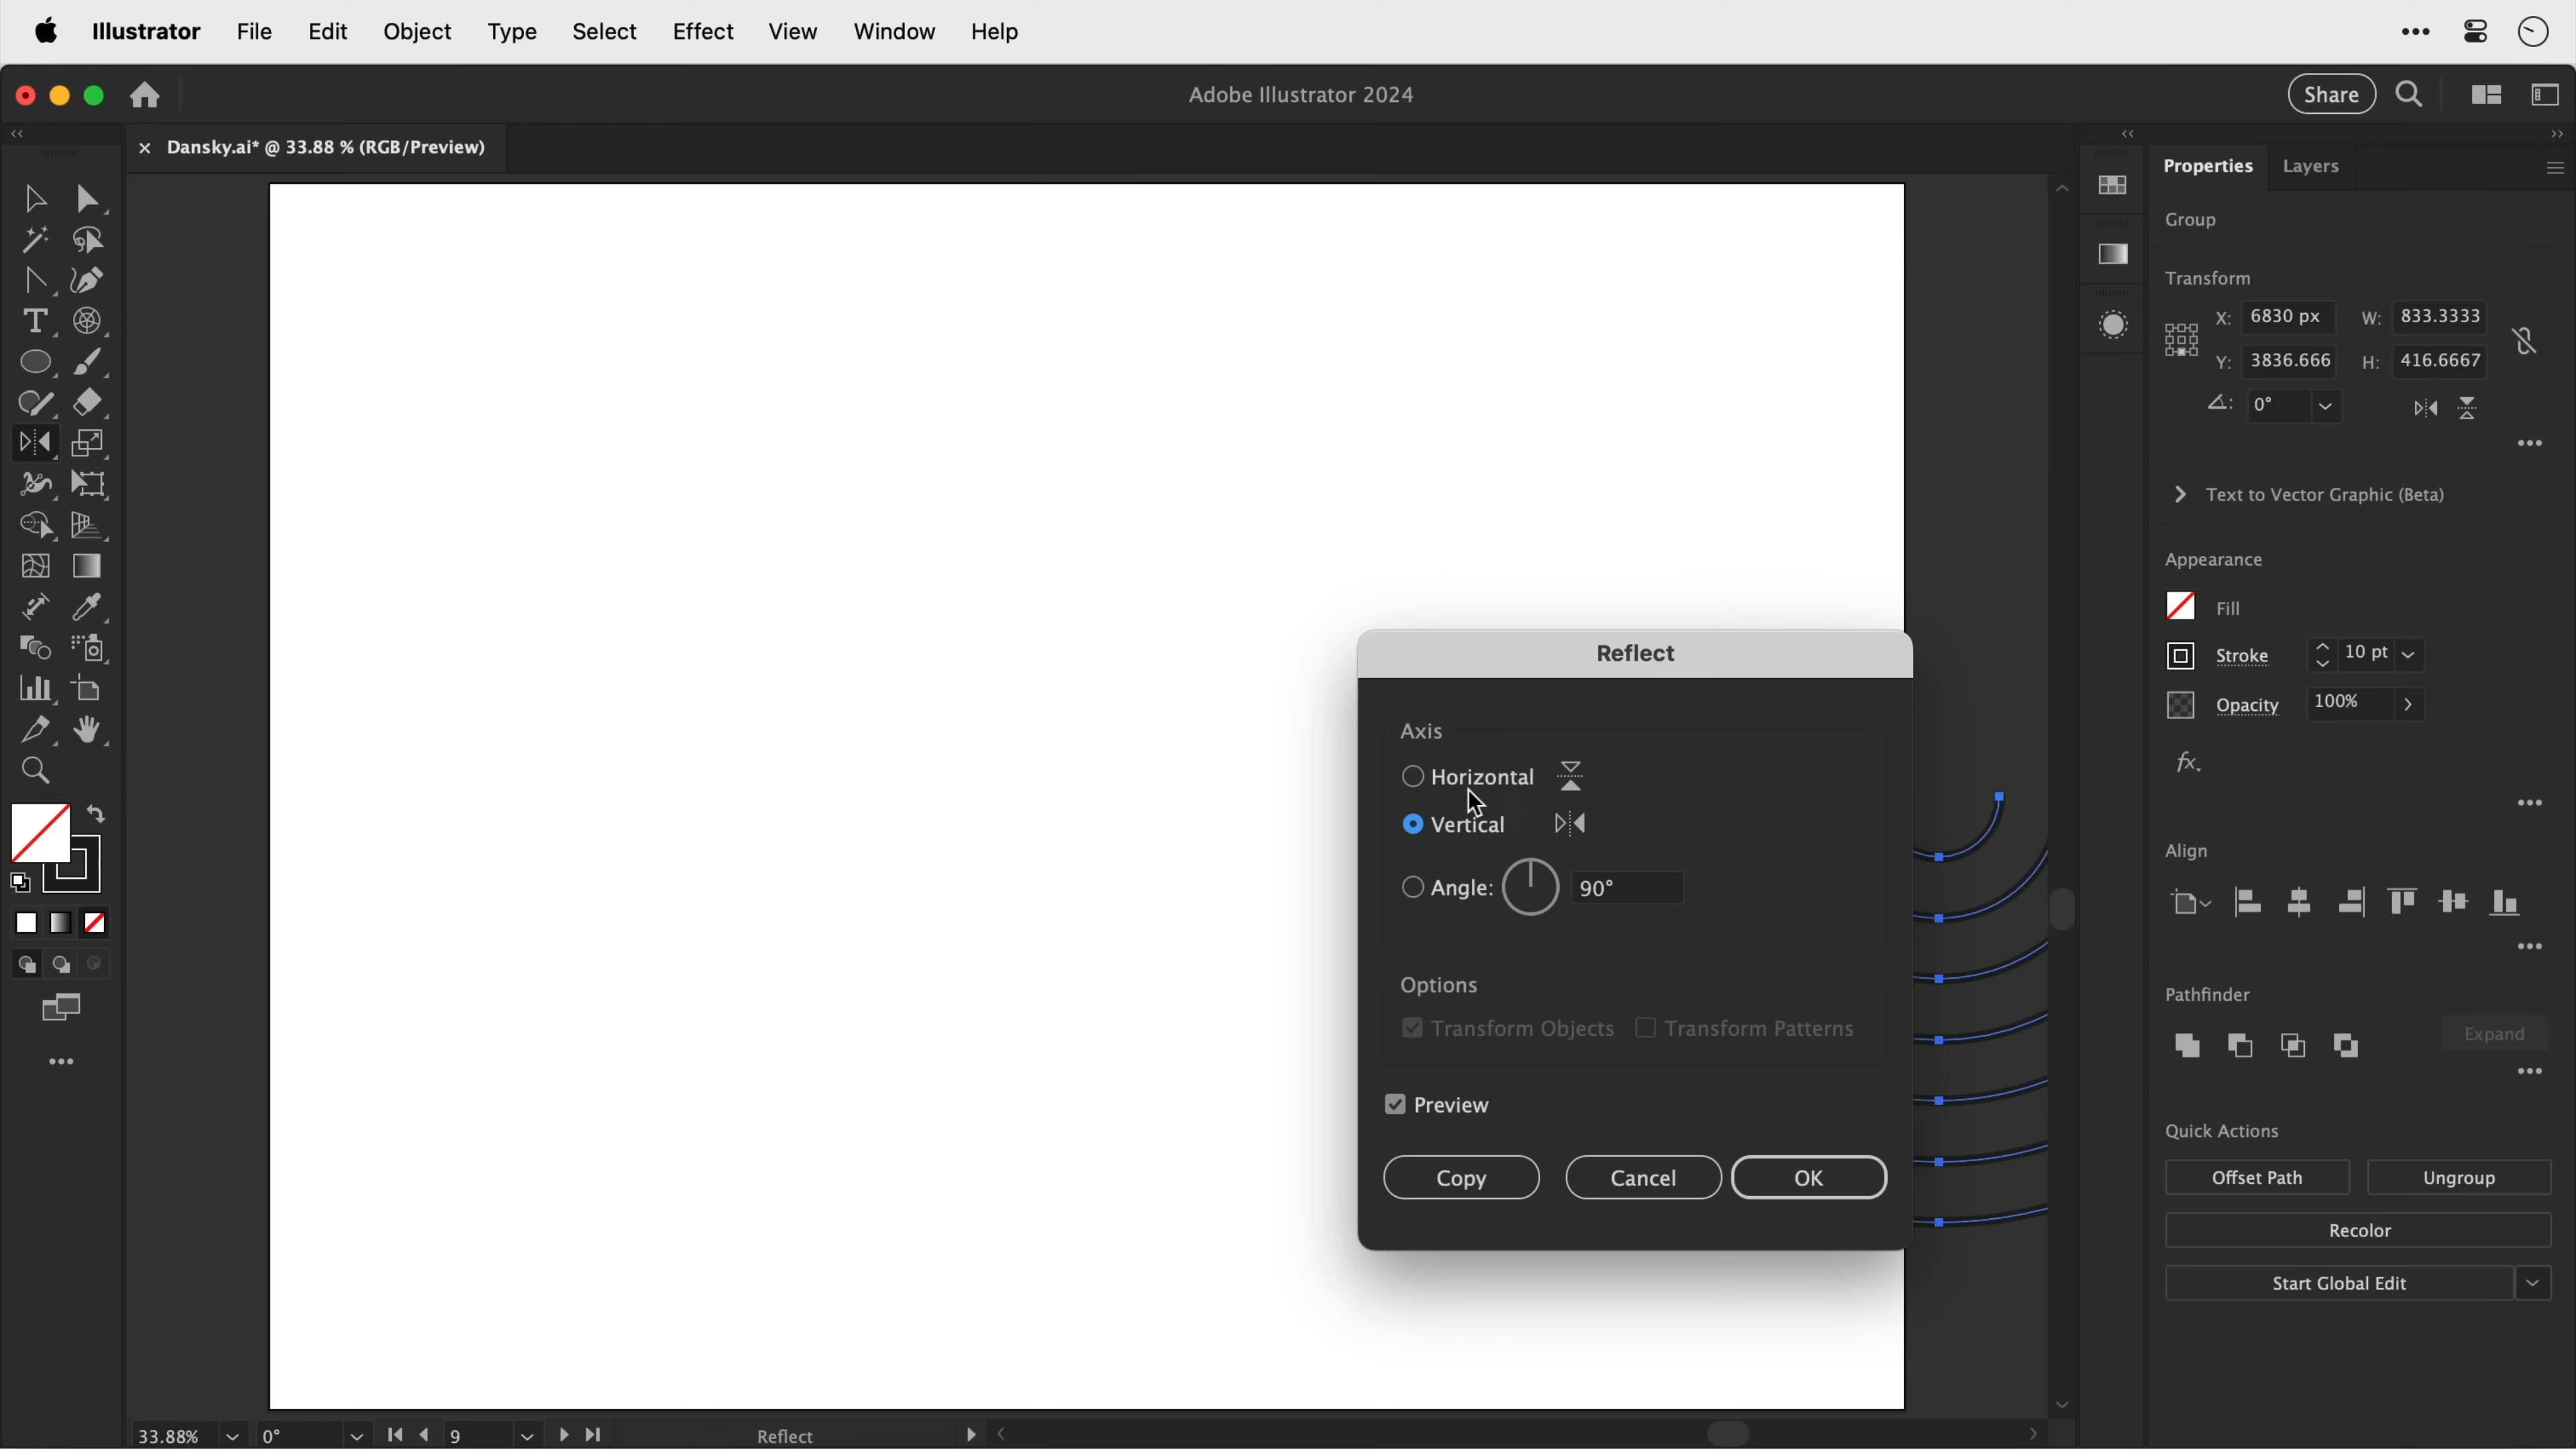 Illustrator File Edit Object Type Select Effect View Window Help
Adobe Illustrator 2024
Share
× Dansky.ai* @ 33.88 % (RGB/Preview)
Properties Layers
Group
Transform
X: 6830 px W: 833.3333
Y: 3836.666 H: 416.6667
0°
Text to Vector Graphic (Beta)
Appearance
Fill
Stroke 10 pt
Opacity 100%
fx
Align
Pathfinder
Expand
Quick Actions
Offset Path Ungroup
Recolor
Start Global Edit
Reflect
Axis
Horizontal
Vertical
Angle: 90°
Options
Transform Objects Transform Patterns
Preview
Copy Cancel OK
33.88% 0° 9 Reflect